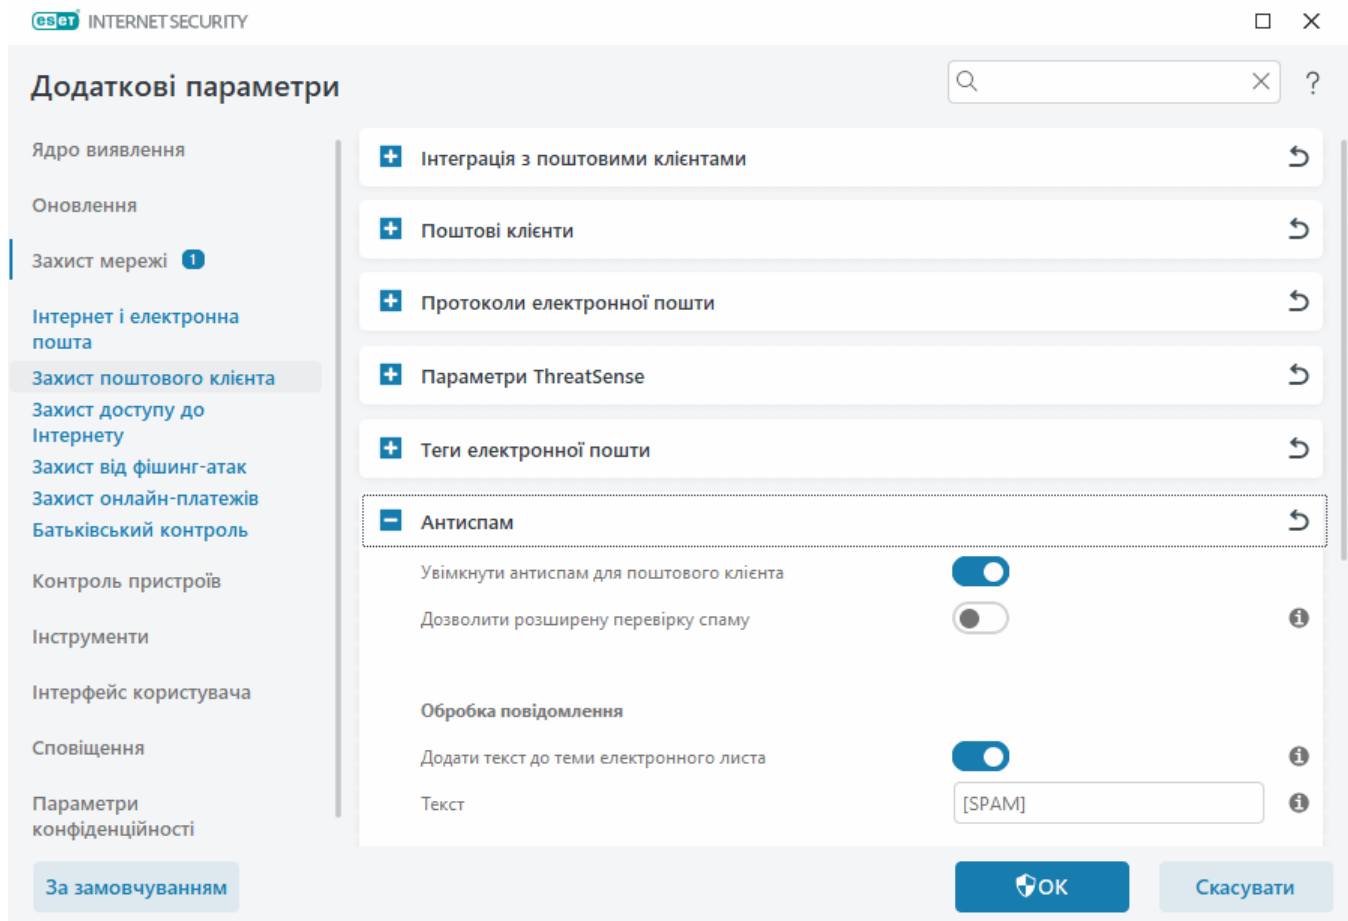 eset INTERNET SECURITY
Додаткові параметри
?
Ядро виявлення
Оновлення
Захист мережі 1
Інтернет і електронна
пошта
Захист поштового клієнта
Захист доступу до
Інтернету
Захист від фішинг-атак
Захист онлайн-платежів
Батьківський контроль
Контроль пристроїв
Інструменти
Інтерфейс користувача
Сповіщення
Параметри
конфіденційності
Інтеграція з поштовими клієнтами
Поштові клієнти
Протоколи електронної пошти
Параметри ThreatSense
Теги електронної пошти
Антиспам
Увімкнути антиспам для поштового клієнта
Дозволити розширену перевірку спаму
Обробка повідомлення
Додати текст до теми електронного листа
Текст [SPAM]
За замовчуванням
ОК
Скасувати